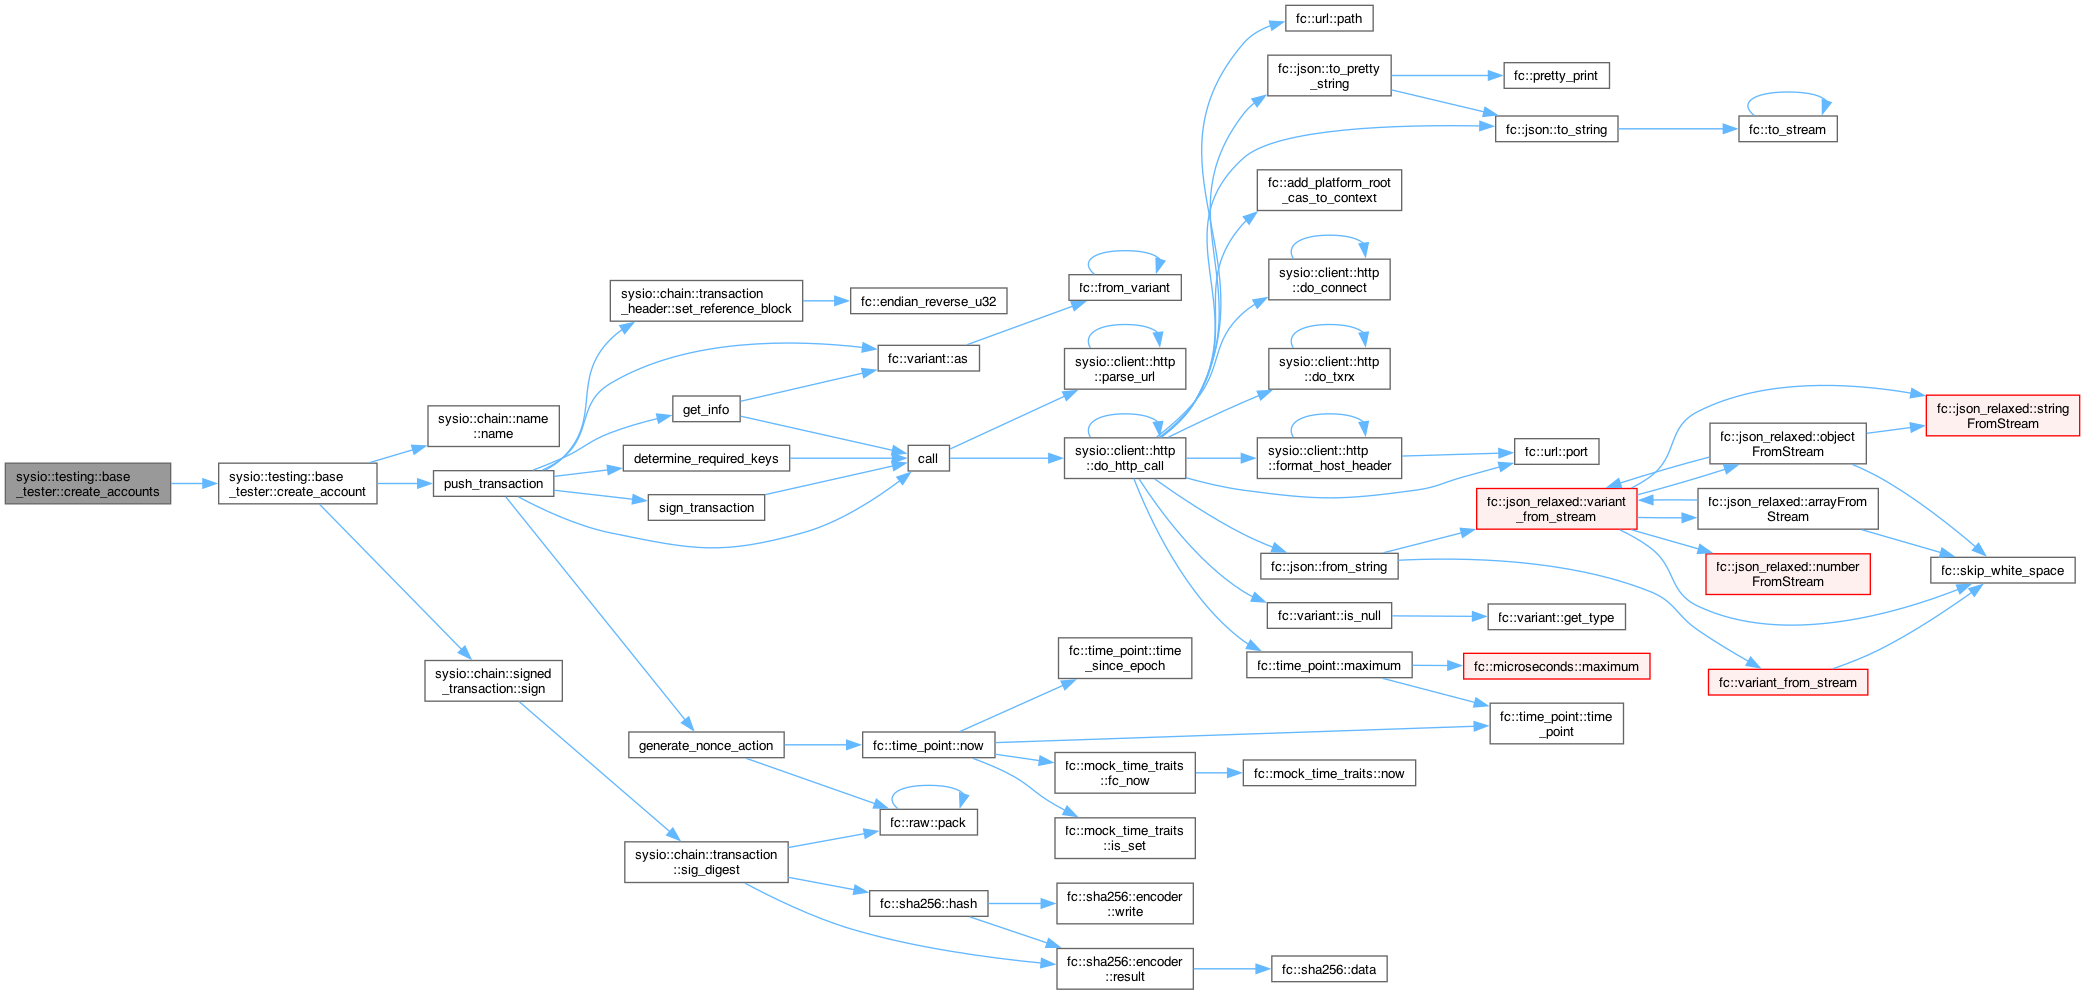 sysio::testing::base
_tester::create_accounts
sysio::testing::base
_tester::create_account
sysio::chain::name
::name
push_transaction
sysio::chain::signed
_transaction::sign
sysio::chain::transaction
_header::set_reference_block
get_info
determine_required_keys
sign_transaction
generate_nonce_action
sysio::chain::transaction
::sig_digest
fc::endian_reverse_u32
fc::variant::as
call
fc::time_point::now
fc::raw::pack
fc::sha256::hash
fc::from_variant
sysio::client::http
::parse_url
sysio::client::http
::do_http_call
fc::time_point::time
_since_epoch
fc::mock_time_traits
::fc_now
fc::mock_time_traits
::is_set
fc::sha256::encoder
::write
fc::sha256::encoder
::result
fc::url::path
fc::json::to_pretty
_string
fc::add_platform_root
_cas_to_context
sysio::client::http
::do_connect
sysio::client::http
::do_txrx
sysio::client::http
::format_host_header
fc::json::from_string
fc::variant::is_null
fc::time_point::maximum
fc::mock_time_traits::now
fc::sha256::data
fc::pretty_print
fc::json::to_string
fc::url::port
fc::json_relaxed::variant
_from_stream
fc::variant::get_type
fc::microseconds::maximum
fc::time_point::time
_point
fc::to_stream
fc::json_relaxed::object
FromStream
fc::json_relaxed::arrayFrom
Stream
fc::json_relaxed::number
FromStream
fc::variant_from_stream
fc::json_relaxed::string
FromStream
fc::skip_white_space